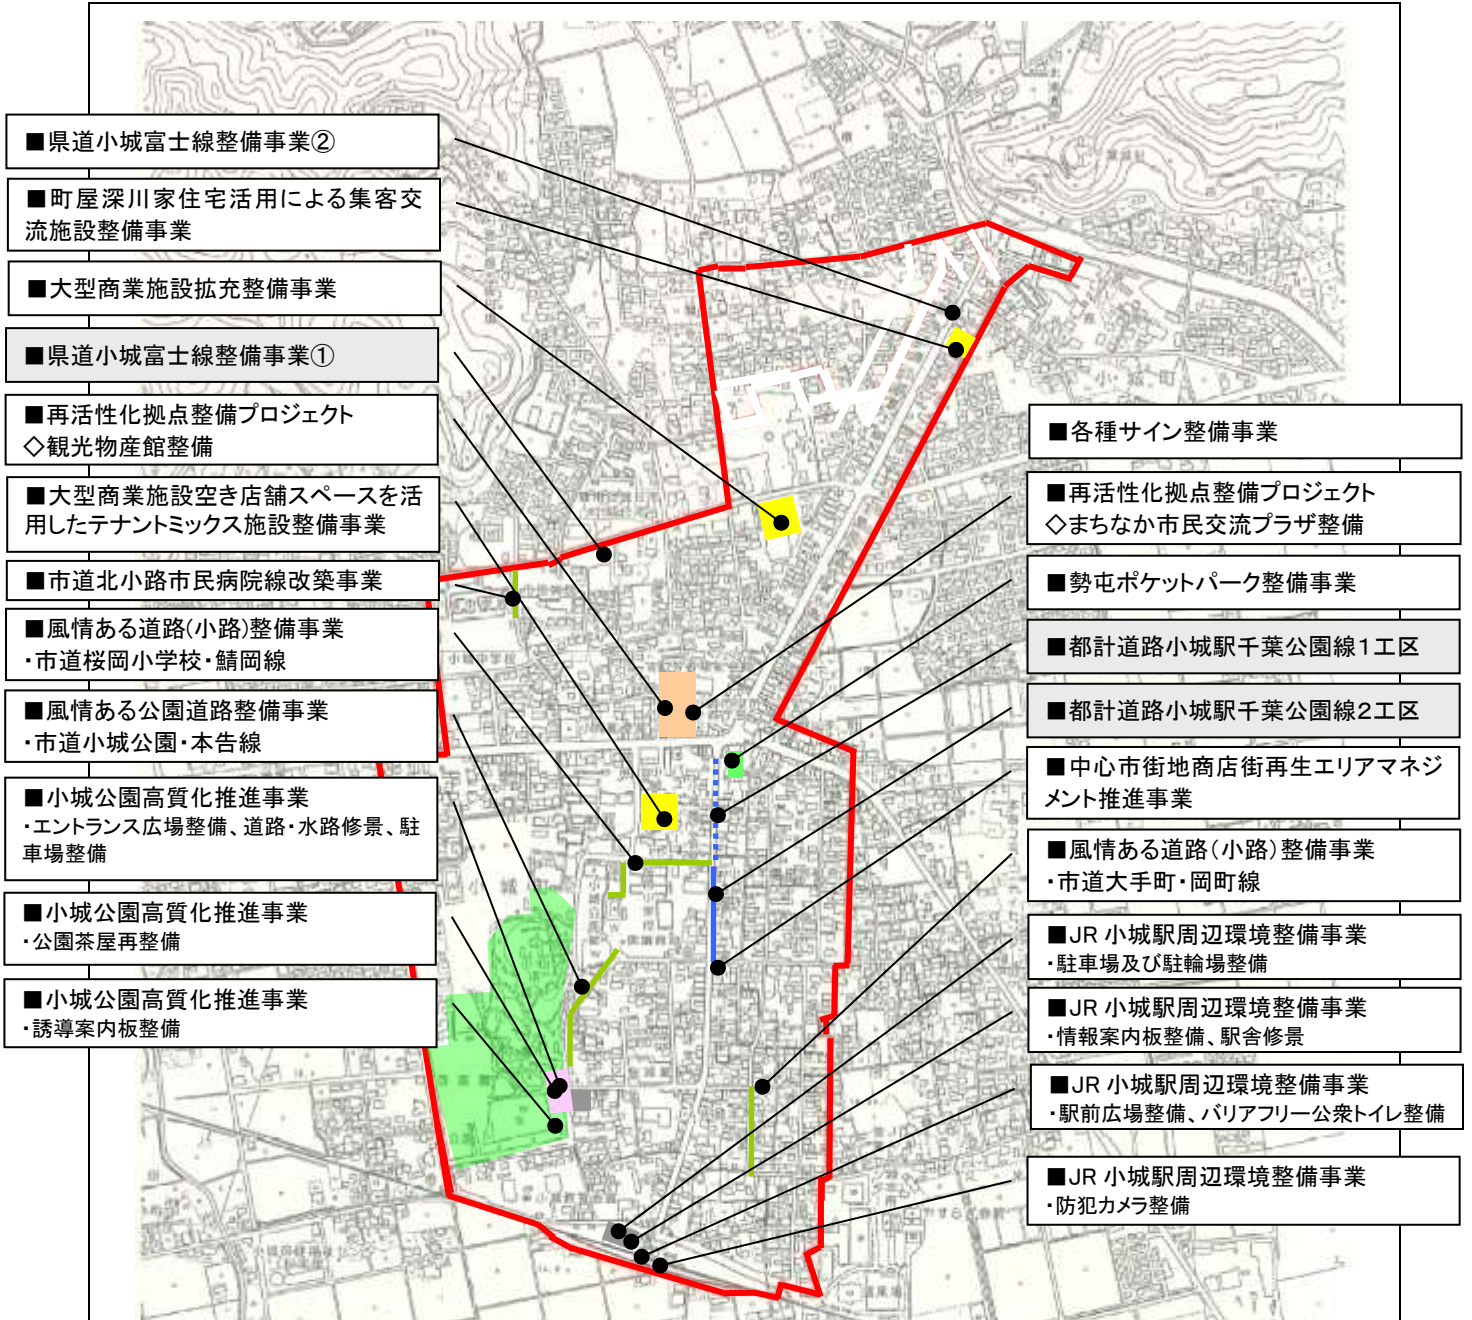 ■県道小城富士線整備事業②
■町屋深川家住宅活用による集客交
流施設整備事業
■大型商業施設拡充整備事業
■県道小城富士線整備事業①
■再活性化拠点整備プロジェクト
◇観光物産館整備
■大型商業施設空き店舗スペースを活
用したテナントミックス施設整備事業
■市道北小路市民病院線改築事業
■風情ある道路(小路)整備事業
・市道桜岡小学校・鯖岡線
■風情ある公園道路整備事業
・市道小城公園・本告線
■小城公園高質化推進事業
・エントランス広場整備、道路・水路修景、駐
車場整備
■小城公園高質化推進事業
・公園茶屋再整備
■小城公園高質化推進事業
・誘導案内板整備
■各種サイン整備事業
■再活性化拠点整備プロジェクト
◇まちなか市民交流プラザ整備
■勢屯ポケットパーク整備事業
■都計道路小城駅千葉公園線1工区
■都計道路小城駅千葉公園線2工区
■中心市街地商店街再生エリアマネジ
メント推進事業
■風情ある道路(小路)整備事業
・市道大手町・岡町線
■JR 小城駅周辺環境整備事業
・駐車場及び駐輪場整備
■JR 小城駅周辺環境整備事業
・情報案内板整備、駅舎修景
■JR 小城駅周辺環境整備事業
・駅前広場整備、バリアフリー公衆トイレ整備
■JR 小城駅周辺環境整備事業
・防犯カメラ整備
小城町
小城